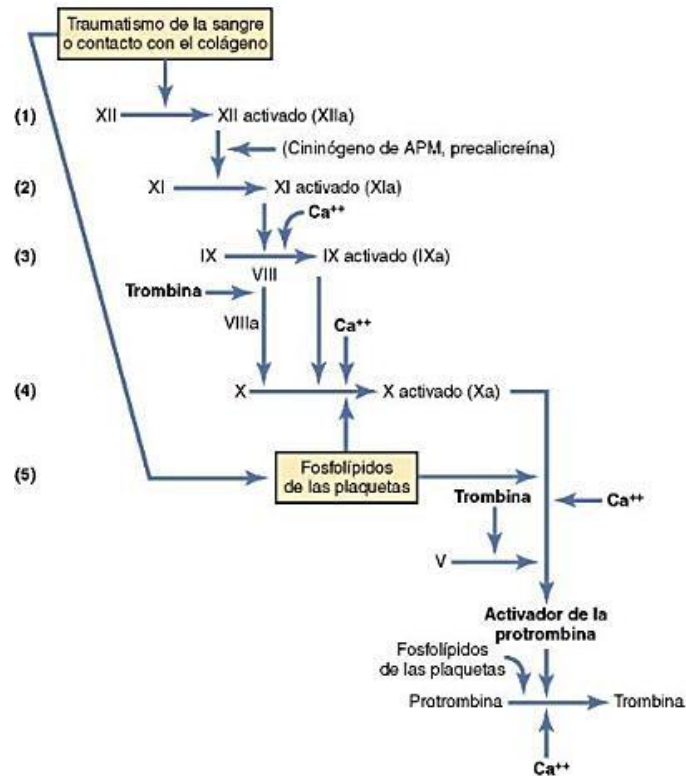 Traumatismo de la sangre
o contacto con el colágeno
(1) XII XII activado (XIIa)
(Cininógeno de APM, precalicreína)
(2) XI XI activado (XIa)
Ca++
(3) IX IX activado (IXa)
VIII
Trombina
VIIIa
Ca++
(4) X X activado (Xa)
(5)
Fosfolípidos
de las plaquetas
Trombina
Ca++
V
Activador de la
protrombina
Fosfolípidos
de las plaquetas
Protrombina Trombina
Ca++